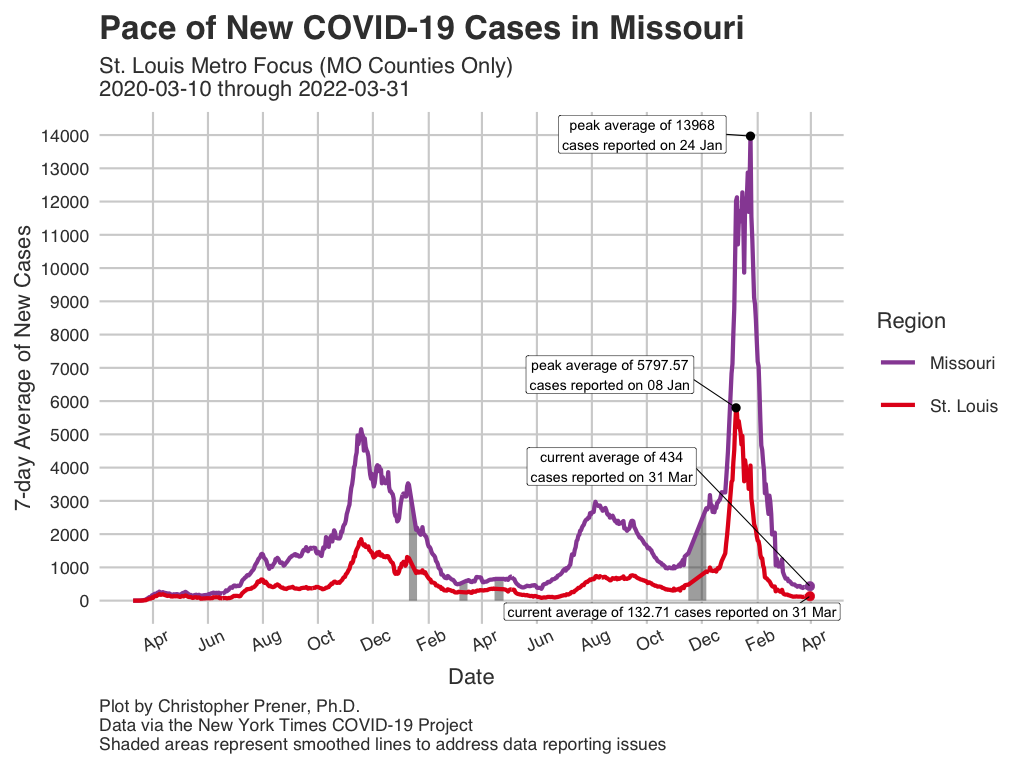 Pace of New COVID-19 Cases in Missouri
St. Louis Metro Focus (MO Counties Only)
2020-03-10 through 2022-03-31
7-day Average of New Cases
14000
13000
12000
11000
10000
9000
8000
7000
6000
5000
4000
3000
2000
1000
0
peak average of 13968
cases reported on 24 Jan
peak average of 5797.57
cases reported on 08 Jan
current average of 434
cases reported on 31 Mar
current average of 132.71 cases reported on 31 Mar
Region
Missouri
St. Louis
Apr
Jun
Aug
Oct
Dec
Feb
Apr
Jun
Aug
Oct
Dec
Feb
Apr
Date
Plot by Christopher Prener, Ph.D.
Data via the New York Times COVID-19 Project
Shaded areas represent smoothed lines to address data reporting issues